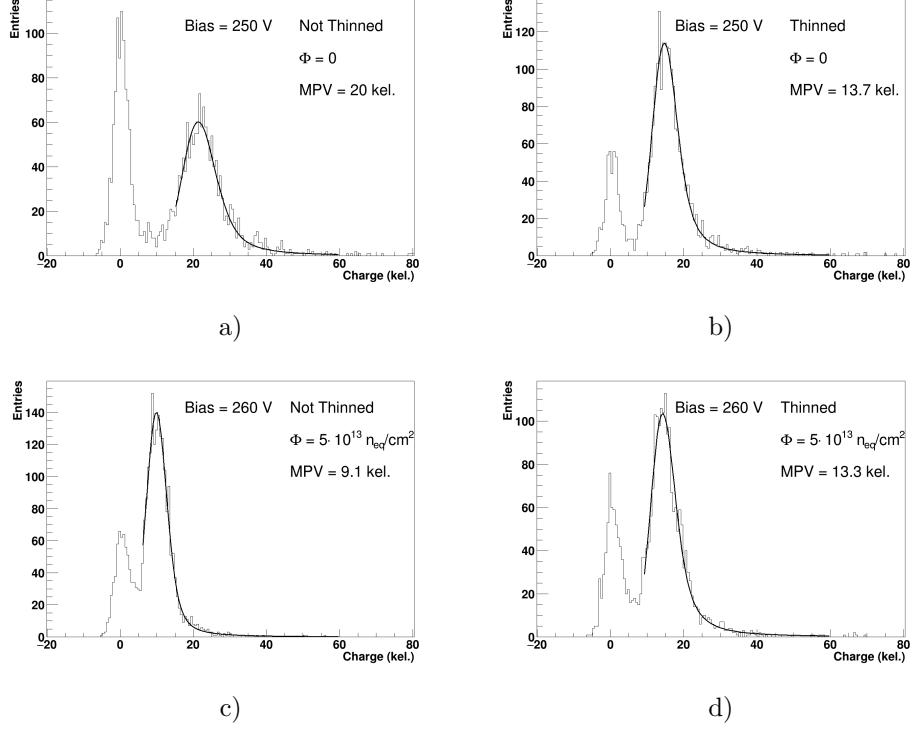 Entries
Bias = 250 V Not Thinned
Φ = 0
MPV = 20 kel.
100
80
60
40
20
0
−20 0 20 40 60 80
Charge (kel.)
a)
Entries
Bias = 250 V Thinned
Φ = 0
MPV = 13.7 kel.
120
100
80
60
40
20
0
−20 0 20 40 60 80
Charge (kel.)
b)
Entries
Bias = 260 V Not Thinned
Φ = 5· 10¹³ n_eq/cm²
MPV = 9.1 kel.
140
120
100
80
60
40
20
0
−20 0 20 40 60 80
Charge (kel.)
c)
Entries
Bias = 260 V Thinned
Φ = 5· 10¹³ n_eq/cm²
MPV = 13.3 kel.
100
80
60
40
20
0
−20 0 20 40 60 80
Charge (kel.)
d)